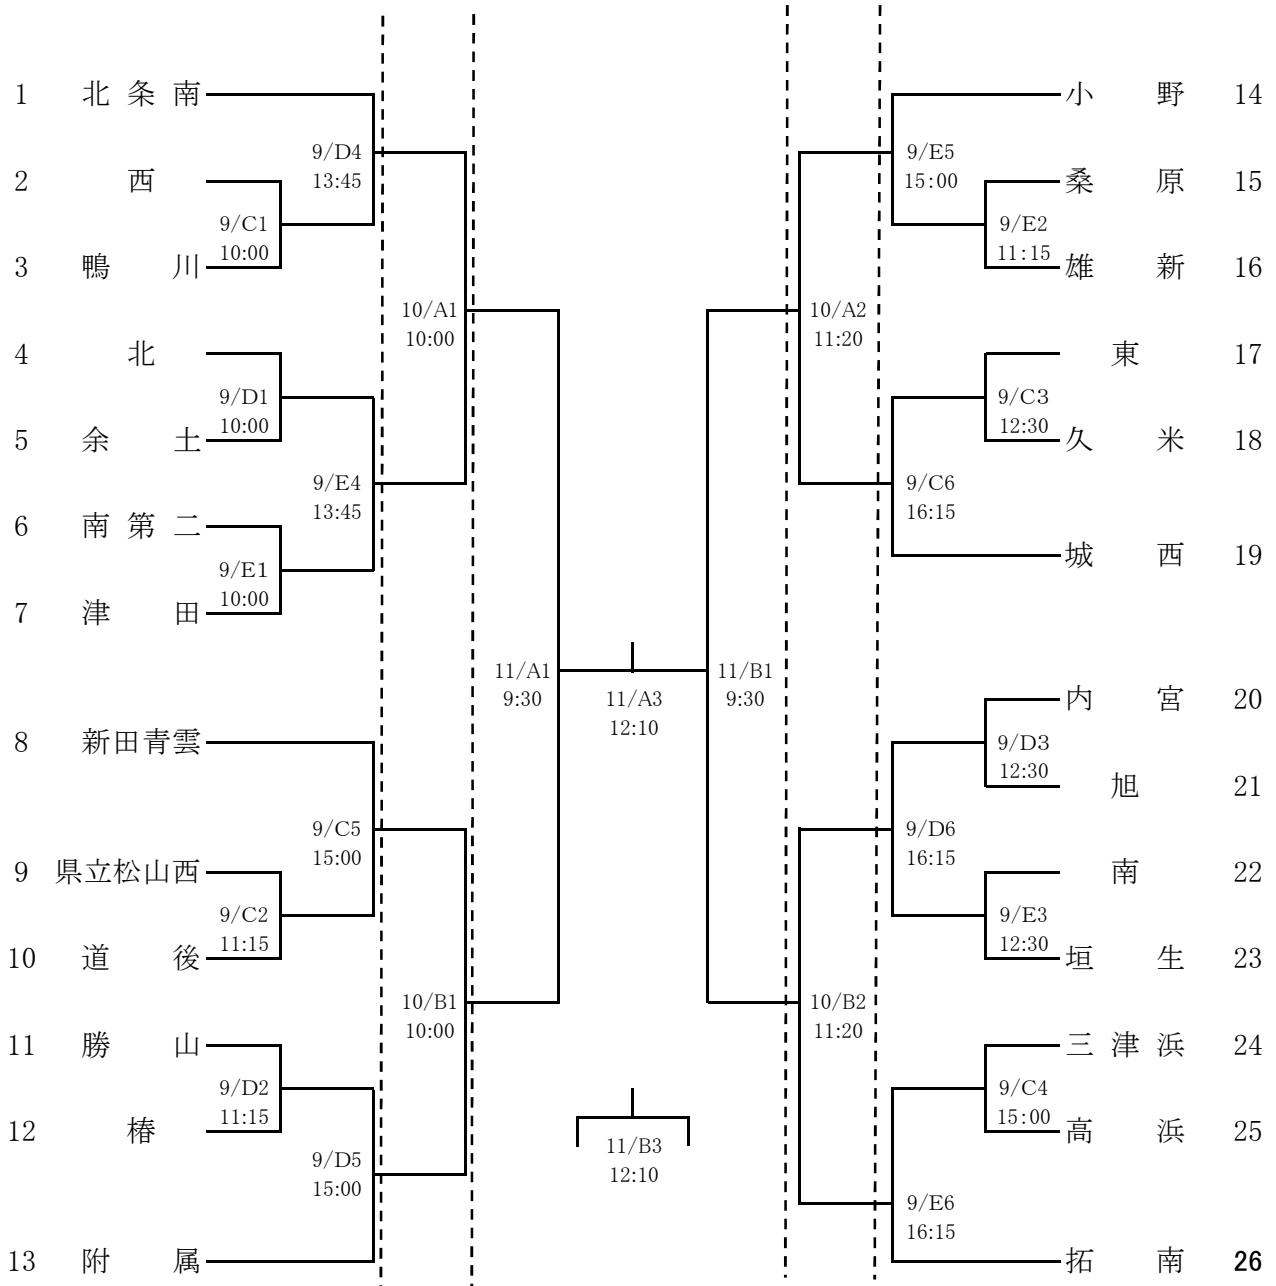 1 北条南
9/D4
13:45
2 西
9/C1
10:00
3 鴨川
10/A1
10:00
4 北
9/D1
10:00
5 余土
9/E4
13:45
6 南第二
9/E1
10:00
7 津田
11/A1
9:30
8 新田青雲
9/C5
15:00
9 県立松山西
9/C2
11:15
10 道後
10/B1
10:00
11 勝山
9/D2
11:15
12 椿
9/D5
15:00
13 附属
11/A3
12:10
11/B3
12:10
小野 14
9/E5
15:00
桑原 15
9/E2
11:15
雄新 16
10/A2
11:20
東 17
9/C3
12:30
久米 18
9/C6
16:15
城西 19
11/B1
9:30
内宮 20
9/D3
12:30
旭 21
9/D6
16:15
南 22
9/E3
12:30
垣生 23
10/B2
11:20
三津浜 24
9/C4
15:00
高浜 25
9/E6
16:15
拓南 26